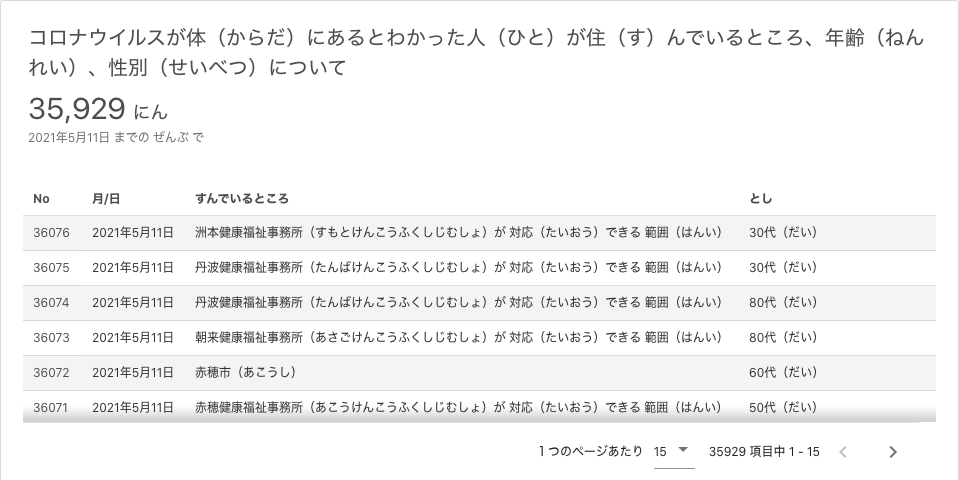 コロナウイルスが体（からだ）にあるとわかった人（ひと）が住（す）んでいるところ、年齢（ねん
れい）、性別（せいべつ）について
35,929 にん
2021年5月11日 までの ぜんぶ で
No 月/日 すんでいるところ とし
36076 2021年5月11日 洲本健康福祉事務所（すもとけんこうふくしじむしょ）が 対応（たいおう）できる 範囲（はんい） 30代（だい）
36075 2021年5月11日 丹波健康福祉事務所（たんばけんこうふくしじむしょ）が 対応（たいおう）できる 範囲（はんい） 30代（だい）
36074 2021年5月11日 丹波健康福祉事務所（たんばけんこうふくしじむしょ）が 対応（たいおう）できる 範囲（はんい） 80代（だい）
36073 2021年5月11日 朝来健康福祉事務所（あさごけんこうふくしじむしょ）が 対応（たいおう）できる 範囲（はんい） 80代（だい）
36072 2021年5月11日 赤穂市（あこうし） 60代（だい）
36071 2021年5月11日 赤穂健康福祉事務所（あこうけんこうふくしじむしょ）が 対応（たいおう）できる 範囲（はんい） 50代（だい）
1 つのページあたり 15 35929 項目中 1 - 15